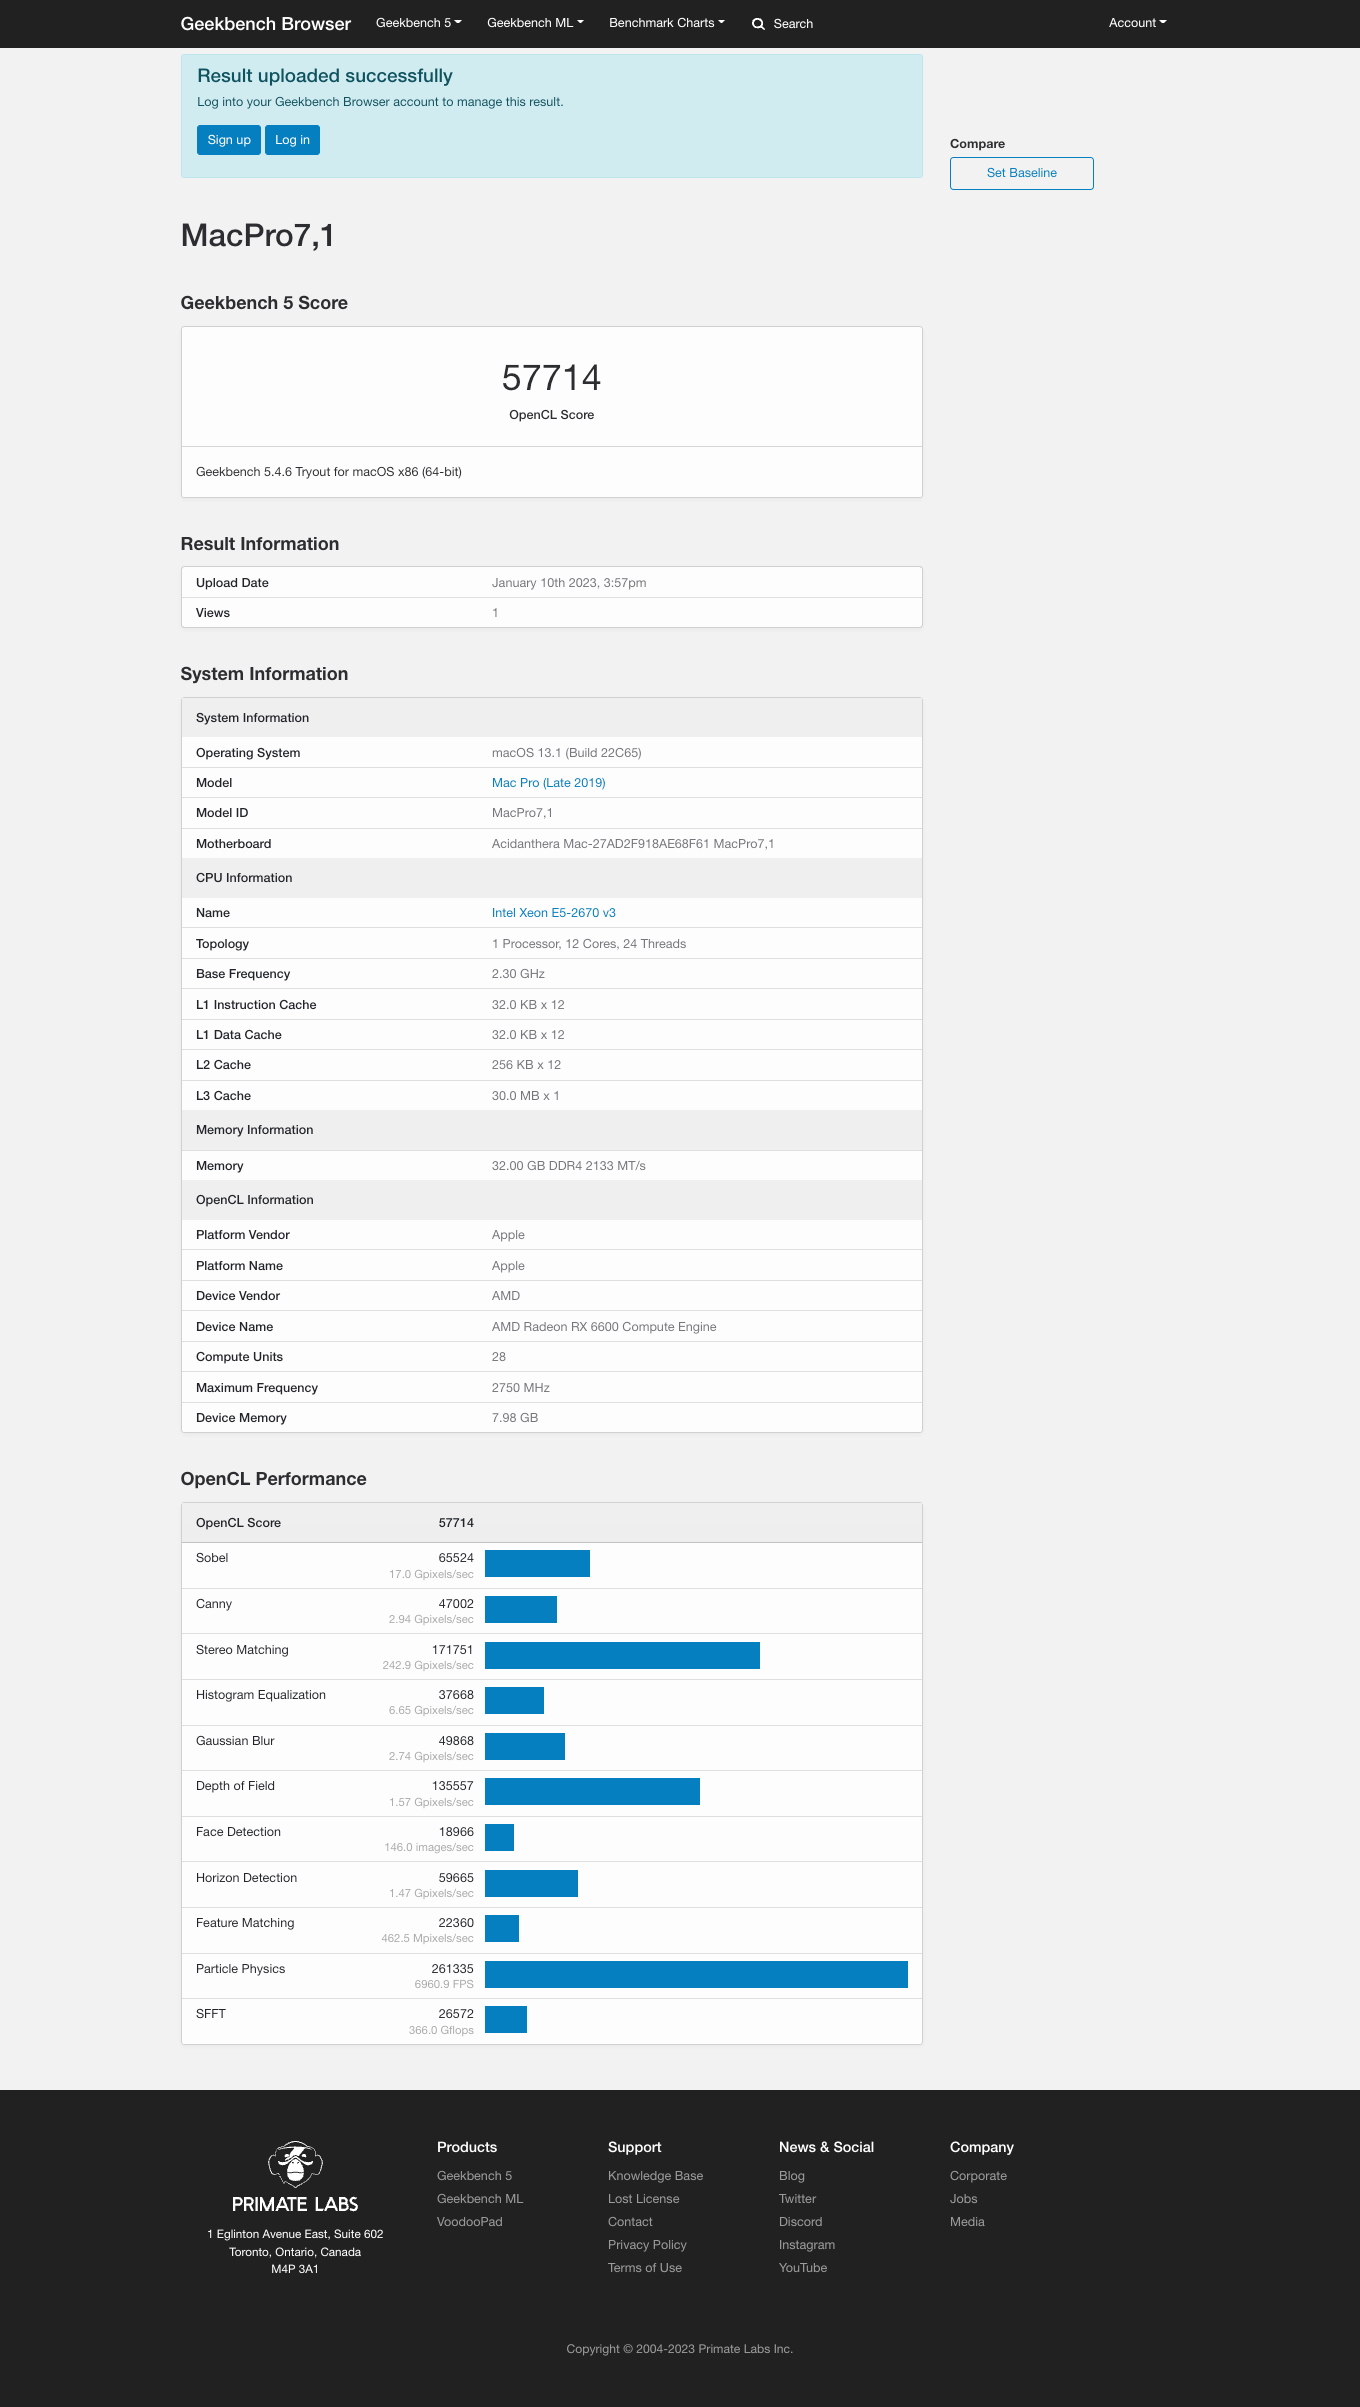 Geekbench Browser Geekbench 5 Geekbench ML Benchmark Charts Search Account
Result uploaded successfully
Log into your Geekbench Browser account to manage this result.
Sign up Log in
Compare
Set Baseline
MacPro7,1
Geekbench 5 Score
57714
OpenCL Score
Geekbench 5.4.6 Tryout for macOS x86 (64-bit)
Result Information
Upload Date January 10th 2023, 3:57pm
Views 1
System Information
System Information
Operating System macOS 13.1 (Build 22C65)
Model Mac Pro (Late 2019)
Model ID MacPro7,1
Motherboard Acidanthera Mac-27AD2F918AE68F61 MacPro7,1
CPU Information
Name Intel Xeon E5-2670 v3
Topology 1 Processor, 12 Cores, 24 Threads
Base Frequency 2.30 GHz
L1 Instruction Cache 32.0 KB x 12
L1 Data Cache 32.0 KB x 12
L2 Cache 256 KB x 12
L3 Cache 30.0 MB x 1
Memory Information
Memory 32.00 GB DDR4 2133 MT/s
OpenCL Information
Platform Vendor Apple
Platform Name Apple
Device Vendor AMD
Device Name AMD Radeon RX 6600 Compute Engine
Compute Units 28
Maximum Frequency 2750 MHz
Device Memory 7.98 GB
OpenCL Performance
OpenCL Score 57714
Sobel 65524
17.0 Gpixels/sec
Canny 47002
2.94 Gpixels/sec
Stereo Matching 171751
242.9 Gpixels/sec
Histogram Equalization 37668
6.65 Gpixels/sec
Gaussian Blur 49868
2.74 Gpixels/sec
Depth of Field 135557
1.57 Gpixels/sec
Face Detection 18966
146.0 images/sec
Horizon Detection 59665
1.47 Gpixels/sec
Feature Matching 22360
462.5 Mpixels/sec
Particle Physics 261335
6960.9 FPS
SFFT 26572
366.0 Gflops
PRIMATE LABS
1 Eglinton Avenue East, Suite 602
Toronto, Ontario, Canada
M4P 3A1
Products
Geekbench 5
Geekbench ML
VoodooPad
Support
Knowledge Base
Lost License
Contact
Privacy Policy
Terms of Use
News & Social
Blog
Twitter
Discord
Instagram
YouTube
Company
Corporate
Jobs
Media
Copyright © 2004-2023 Primate Labs Inc.